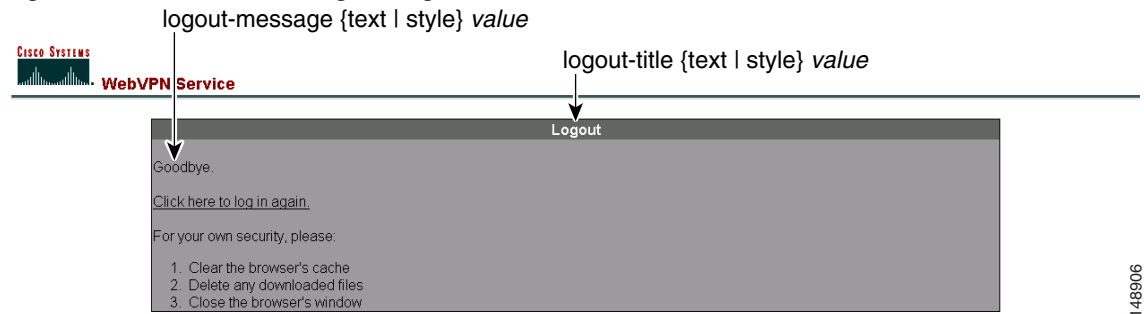 logout-message {text | style} value
CISCO SYSTEMS
WebVPN Service
logout-title {text | style} value
Logout
Goodbye.
Click here to log in again.
For your own security, please:
1. Clear the browser's cache
2. Delete any downloaded files
3. Close the browser's window
148906